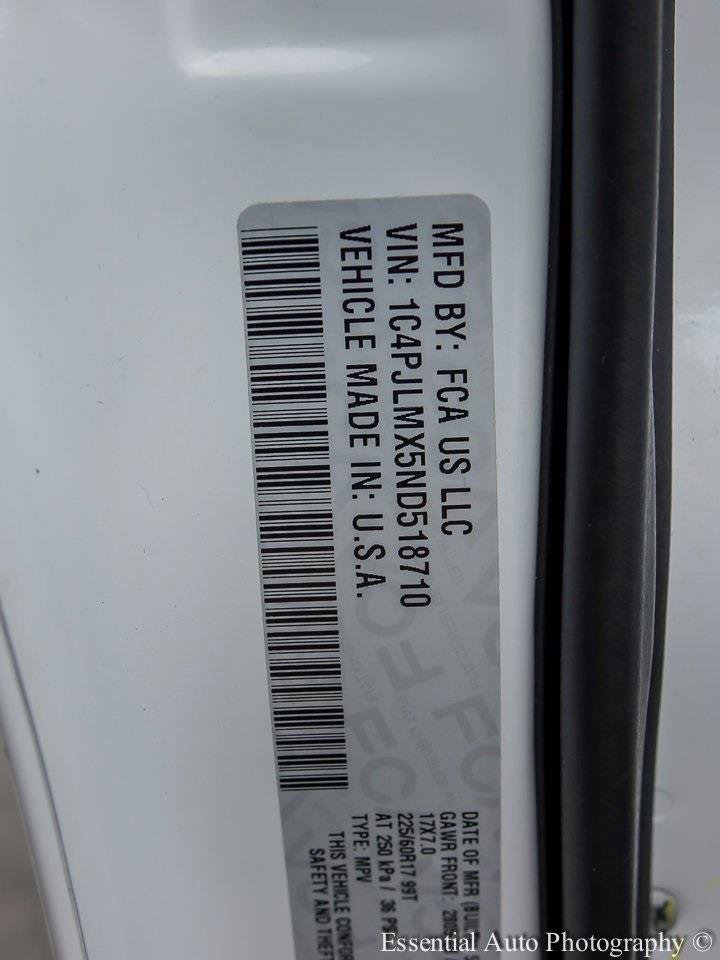 MFD BY: FCA US LLC
VIN: 1C4PJLMX5ND518710
VEHICLE MADE IN: U.S.A.
DATE OF MFR
GAWR FRONT:
17X7.0
225/60R17 99T
AT 250 kPa / 36
TYPE: MPV
THIS VEHICLE
SAFETY AND
Essential Auto Photography ©